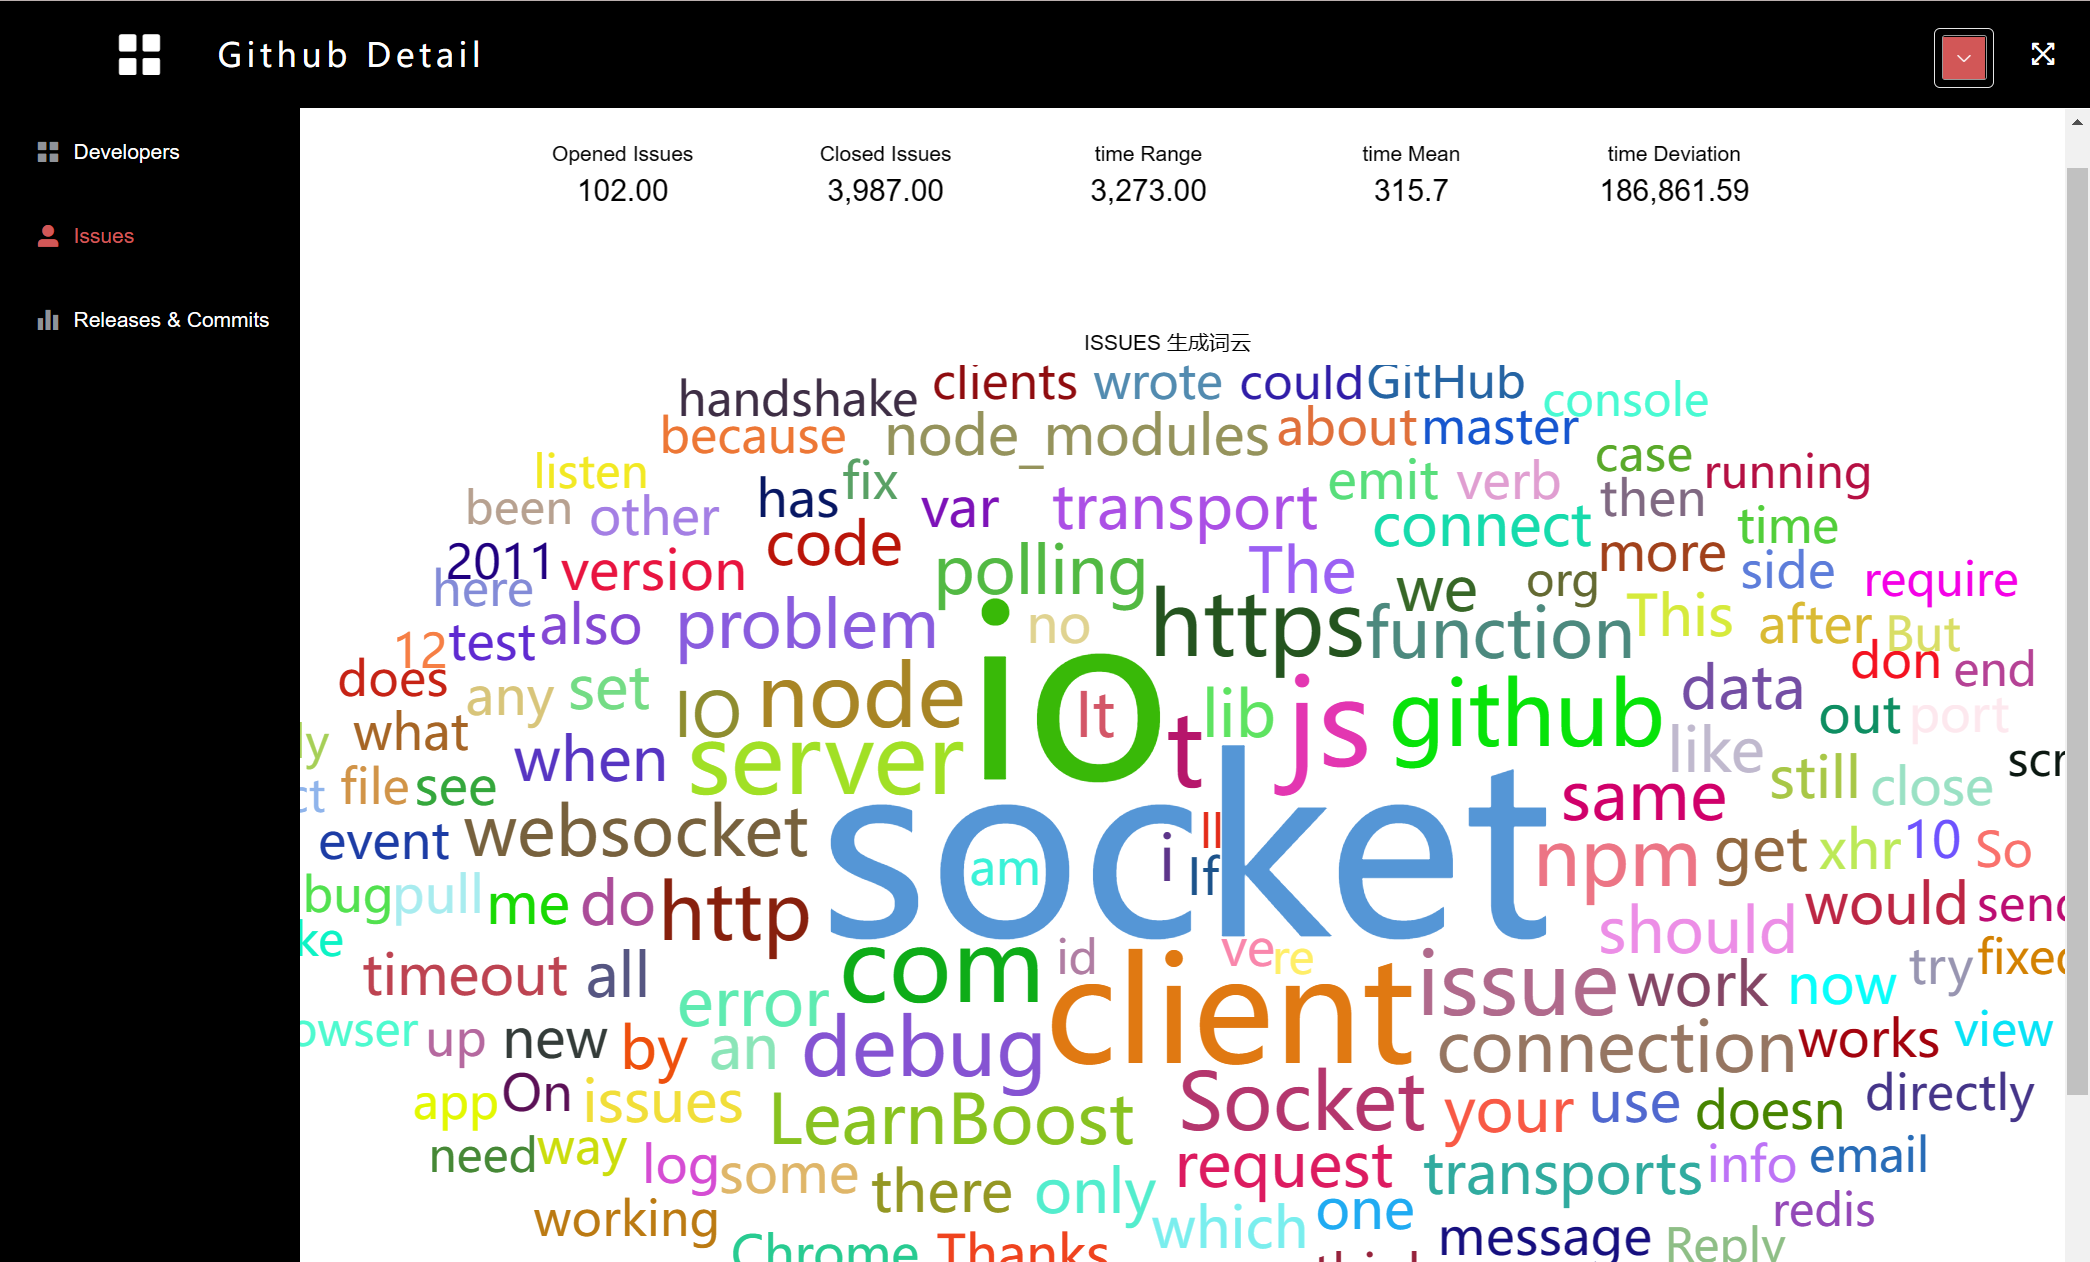 Github Detail
Developers
Issues
Releases & Commits
Opened Issues
102.00
Closed Issues
3,987.00
time Range
3,273.00
time Mean
315.7
time Deviation
186,861.59
ISSUES 生成词云
handshake clients wrote could GitHub console
because node_modules about master
listen fix emit verb case running
been other has var transport connect then time
2011 version code polling The we org more side require
here also problem no https function This after But
12 test does any set IO node io It lib js github data don end
what when server t like out port
ly file see websocket socket same still close scr
ct event am i ll If npm get xhr 10 So
bug pull me do http should would send
ke timeout all com id ve re client issue work now try fixed
owser up new by error an debug connection works view
app On issues LearnBoost Socket your use doesn directly
need way log some there only request transports info email
working which one redis
Chrome Thanks message Reply